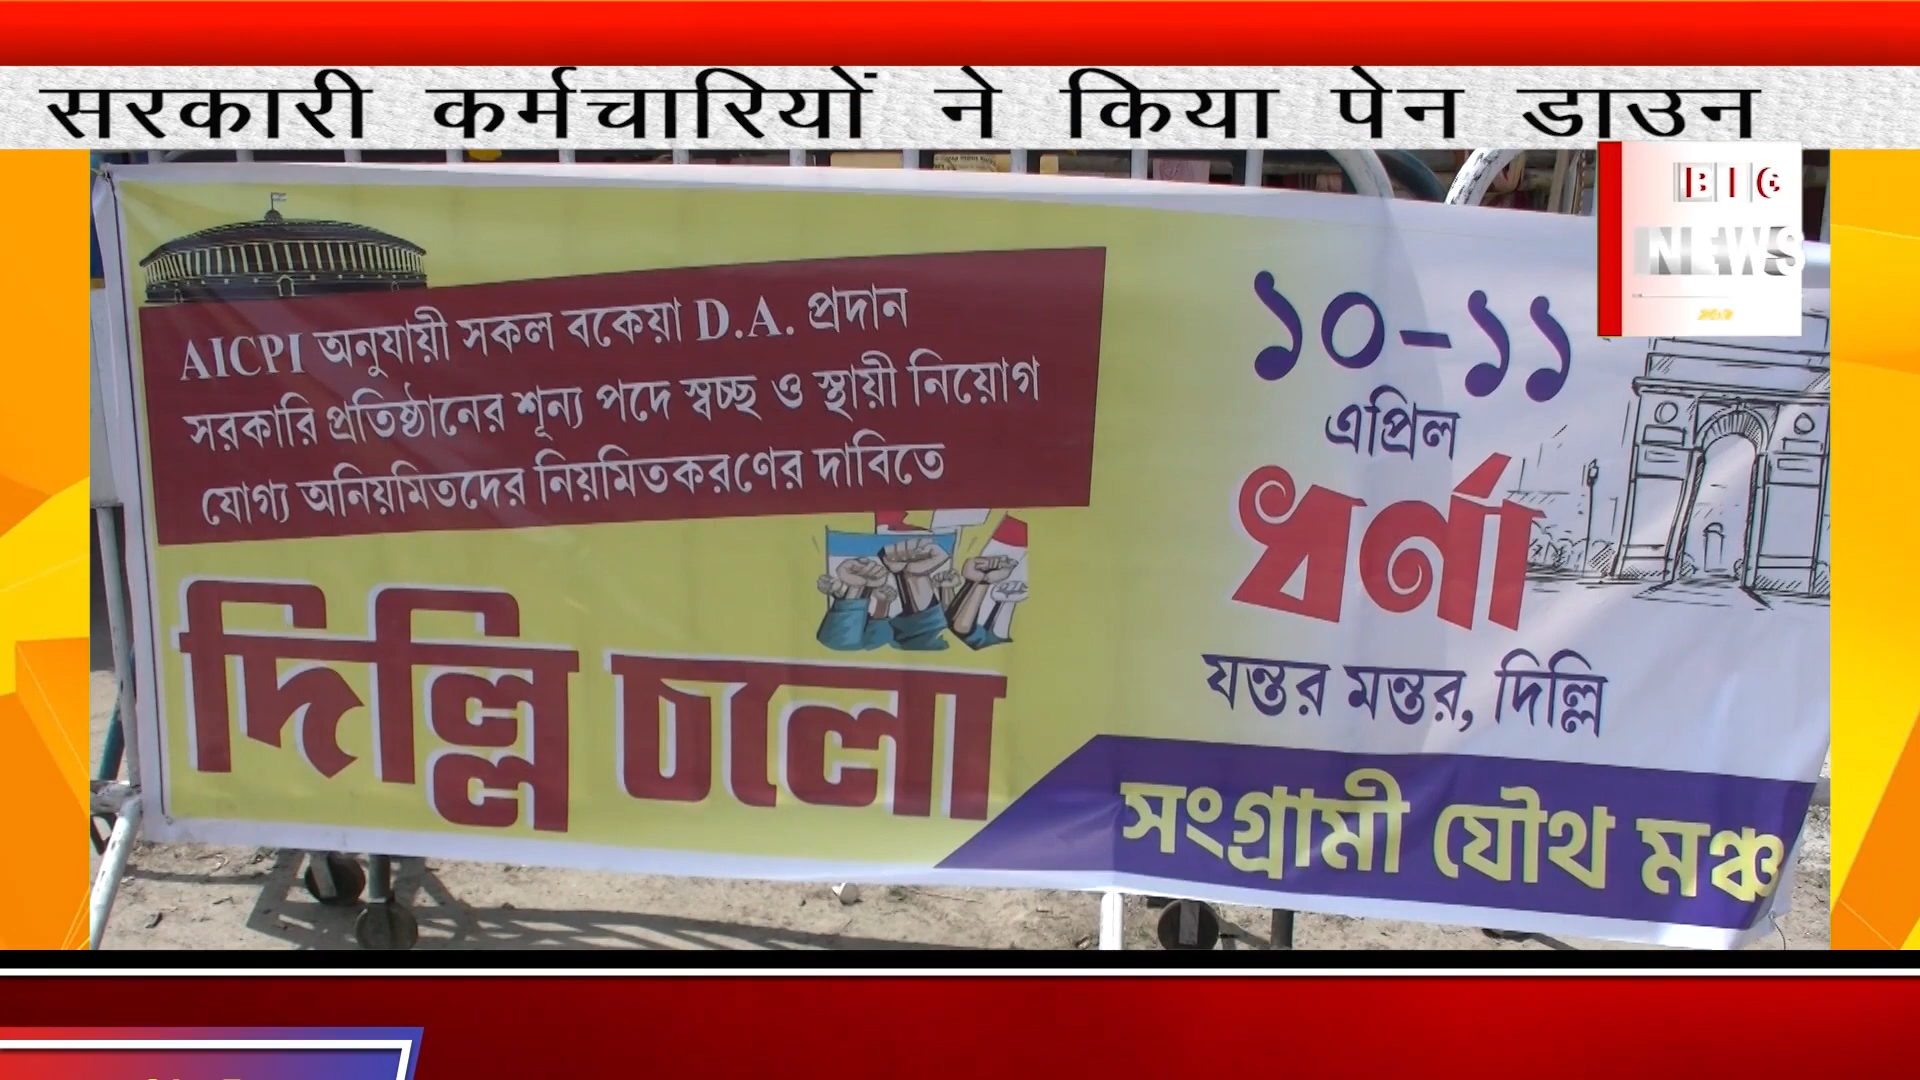 सरकारी कर्मचारियों ने किया पेन डाउन
BIG
NEWS
AICPI অনুযায়ী সকল বকেয়া D.A. প্রদান
সরকারি প্রতিষ্ঠানের শূন্য পদে স্বচ্ছ ও স্থায়ী নিয়োগ
যোগ্য অনিয়মিতদের নিয়মিতকরণের দাবিতে
দিল্লি চলো
১০-১১
এপ্রিল
ধর্ণা
যন্তর মন্তর, দিল্লি
সংগ্রামী যৌথ মঞ্চ